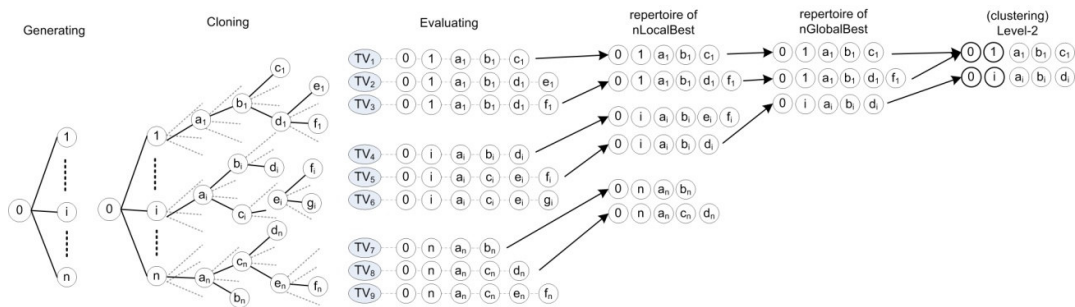 Generating
Cloning
Evaluating
repertoire of
nLocalBest
repertoire of
nGlobalBest
(clustering)
Level-2
0
1
i
n
0
1
i
n
a₁
b₁
c₁
d₁
e₁
f₁
aᵢ
bᵢ
dᵢ
cᵢ
eᵢ
fᵢ
gᵢ
aₙ
bₙ
cₙ
dₙ
eₙ
fₙ
TV₁ 0 1 a₁ b₁ c₁
TV₂ 0 1 a₁ b₁ d₁ e₁
TV₃ 0 1 a₁ b₁ d₁ f₁
TV₄ 0 i aᵢ bᵢ dᵢ
TV₅ 0 i aᵢ cᵢ eᵢ fᵢ
TV₆ 0 i aᵢ cᵢ eᵢ gᵢ
TV₇ 0 n aₙ bₙ
TV₈ 0 n aₙ cₙ dₙ
TV₉ 0 n aₙ cₙ eₙ fₙ
0 1 a₁ b₁ c₁
0 1 a₁ b₁ d₁ f₁
0 i aᵢ bᵢ eᵢ fᵢ
0 i aᵢ bᵢ dᵢ
0 n aₙ bₙ
0 n aₙ cₙ dₙ
0 1 a₁ b₁ c₁
0 1 a₁ b₁ d₁ f₁
0 i aᵢ bᵢ dᵢ
0 1 a₁ b₁ c₁
0 i aᵢ bᵢ dᵢ